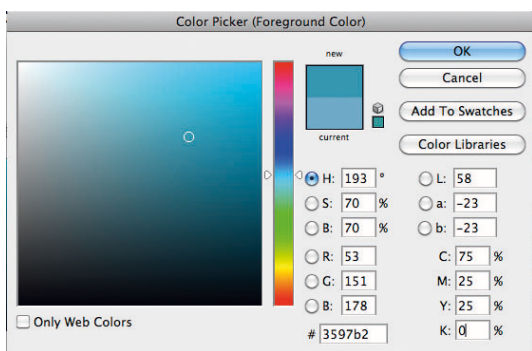 Color Picker (Foreground Color)
new
current
OK
Cancel
Add To Swatches
Color Libraries
H: 193 °
S: 70 %
B: 70 %
R: 53
G: 151
B: 178
# 3597b2
L: 58
a: -23
b: -23
C: 75 %
M: 25 %
Y: 25 %
K: 0 %
Only Web Colors